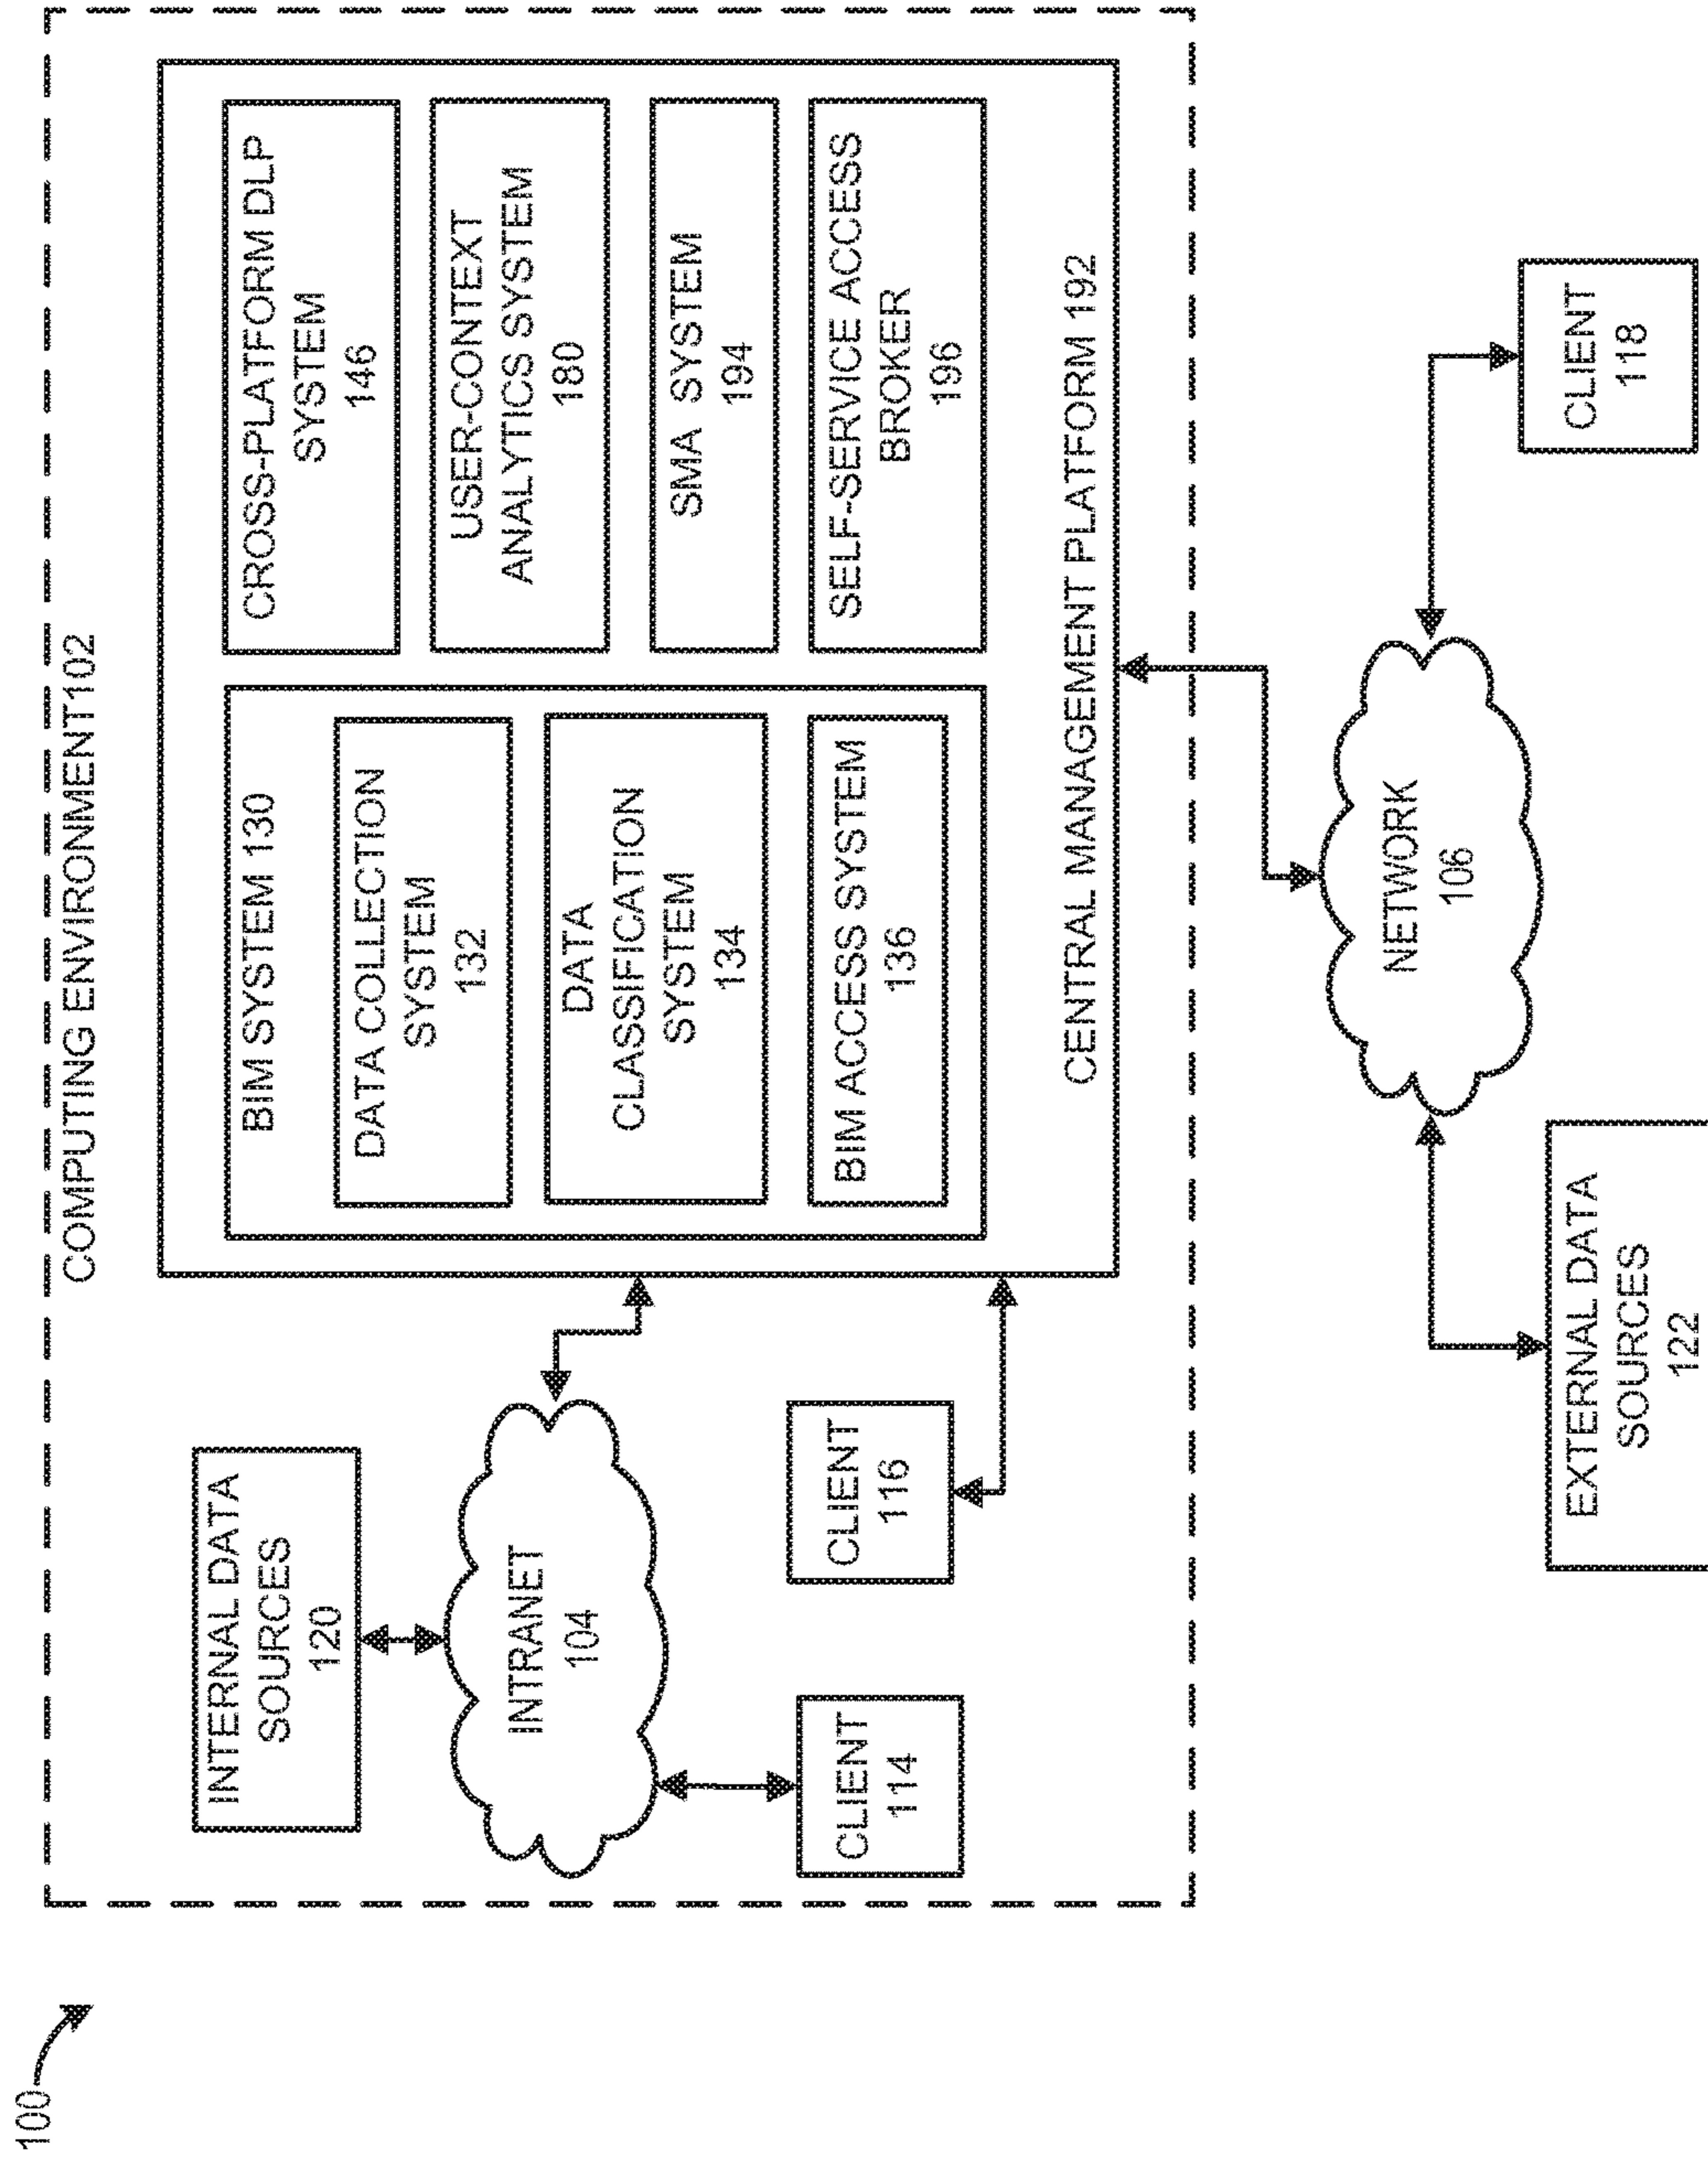 100
COMPUTING ENVIRONMENT102
INTERNAL DATA
SOURCES
120
INTRANET
104
CLIENT
114
CLIENT
116
BIM SYSTEM 130
DATA COLLECTION
SYSTEM
132
DATA
CLASSIFICATION
SYSTEM
134
BIM ACCESS SYSTEM
136
CROSS-PLATFORM DLP
SYSTEM
146
USER-CONTEXT
ANALYTICS SYSTEM
180
SMA SYSTEM
194
SELF-SERVICE ACCESS
BROKER
196
CENTRAL MANAGEMENT PLATFORM 192
NETWORK
106
EXTERNAL DATA
SOURCES
122
CLIENT
118